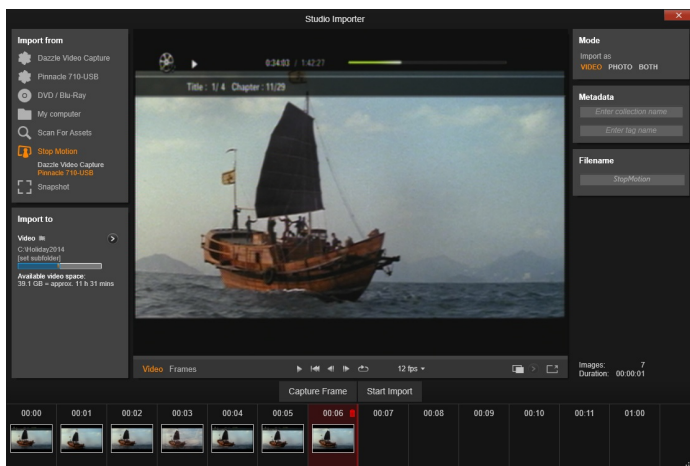 Studio Importer
Import from
Dazzle Video Capture
Pinnacle 710-USB
DVD / Blu-Ray
My computer
Scan For Assets
Stop Motion
Dazzle Video Capture
Pinnacle 710-USB
Snapshot
Import to
Video
C:\Holiday2014
[set subfolder]
Available video space:
39.1 GB = approx. 11 h 31 mins
0:34:03 / 1:42:27
Title : 1/ 4 Chapter : 11/29
Video Frames
12 fps
Mode
Import as
VIDEO PHOTO BOTH
Metadata
Enter collection name
Enter tag name
Filename
StopMotion
Images: 7
Duration: 00:00:01
Capture Frame Start Import
00:00 00:01 00:02 00:03 00:04 00:05 00:06 00:07 00:08 00:09 00:10 00:11 01:00